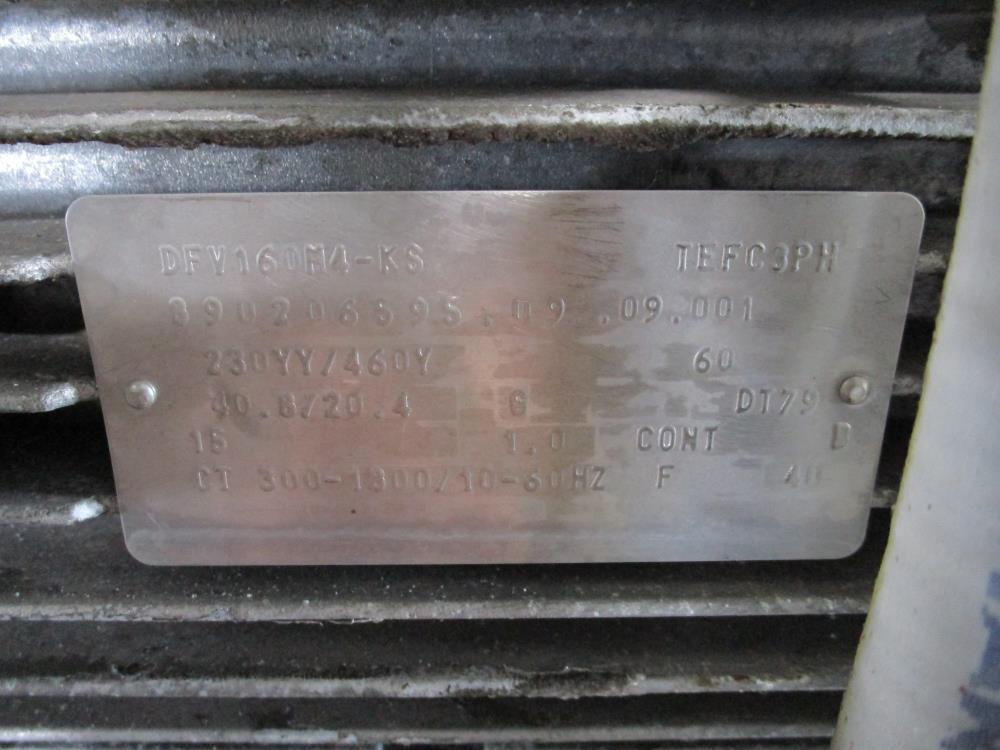 DFV160M4-KS TEFC3PH
390206695.09.09.001
230YY/460Y 60
40.8/20.4 G DT79
15 1.0 CONT B
CT 300-1800/10-60HZ F 40